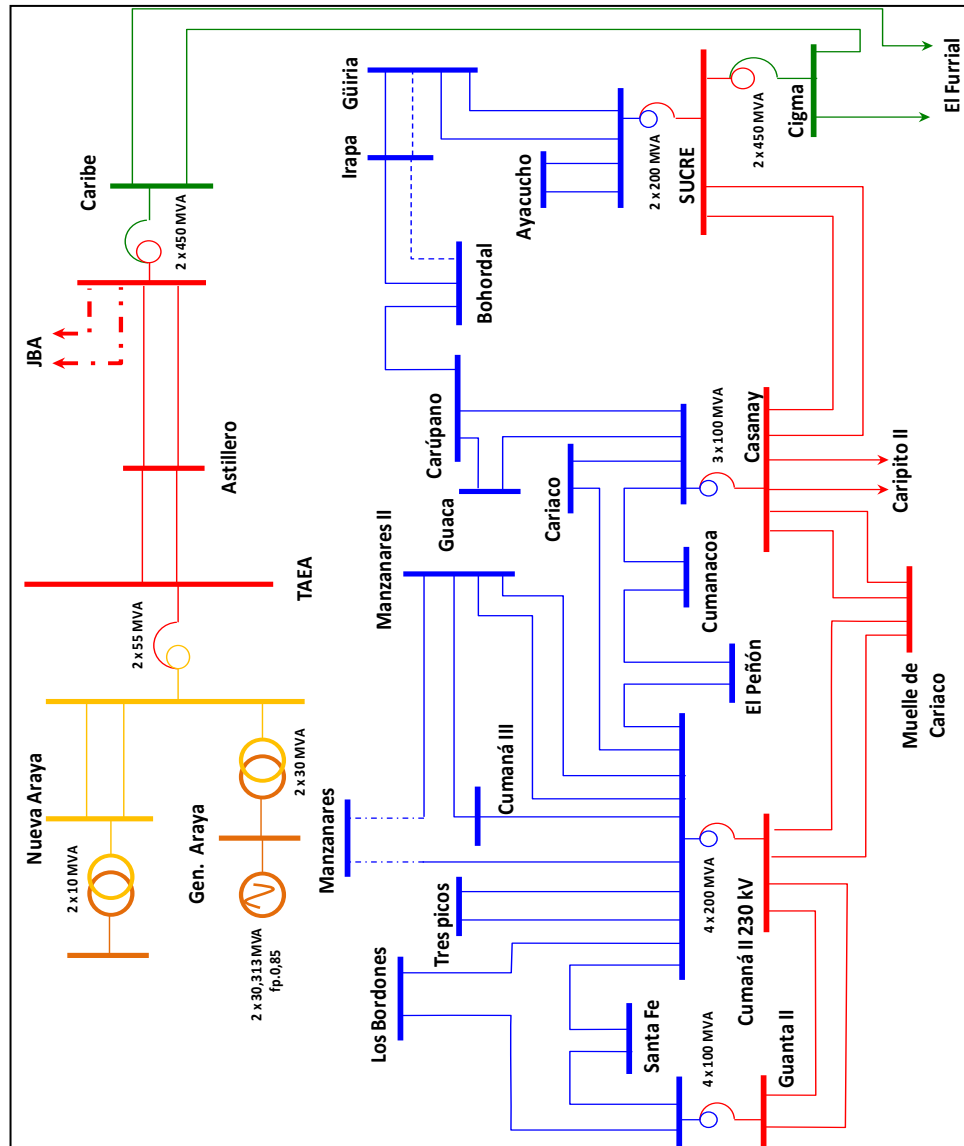 Nueva Araya
2 x 10 MVA
Gen. Araya
2 x 30 MVA
2 x 30,313 MVA
fp.0,85
2 x 55 MVA
TAEA
Astillero
JBA
Caribe
2 x 450 MVA
Los Bordones
Tres picos
Manzanares
Cumaná III
Manzanares II
Guaca
Carúpano
Cariaco
Bohordal
Irapa
Güiria
Ayacucho
2 x 200 MVA
SUCRE
2 x 450 MVA
Cigma
El Furrial
Santa Fe
4 x 100 MVA
Guanta II
4 x 200 MVA
Cumaná II 230 kV
El Peñón
Cumanacoa
3 x 100 MVA
Casanay
Caripito II
Muelle de
Cariaco